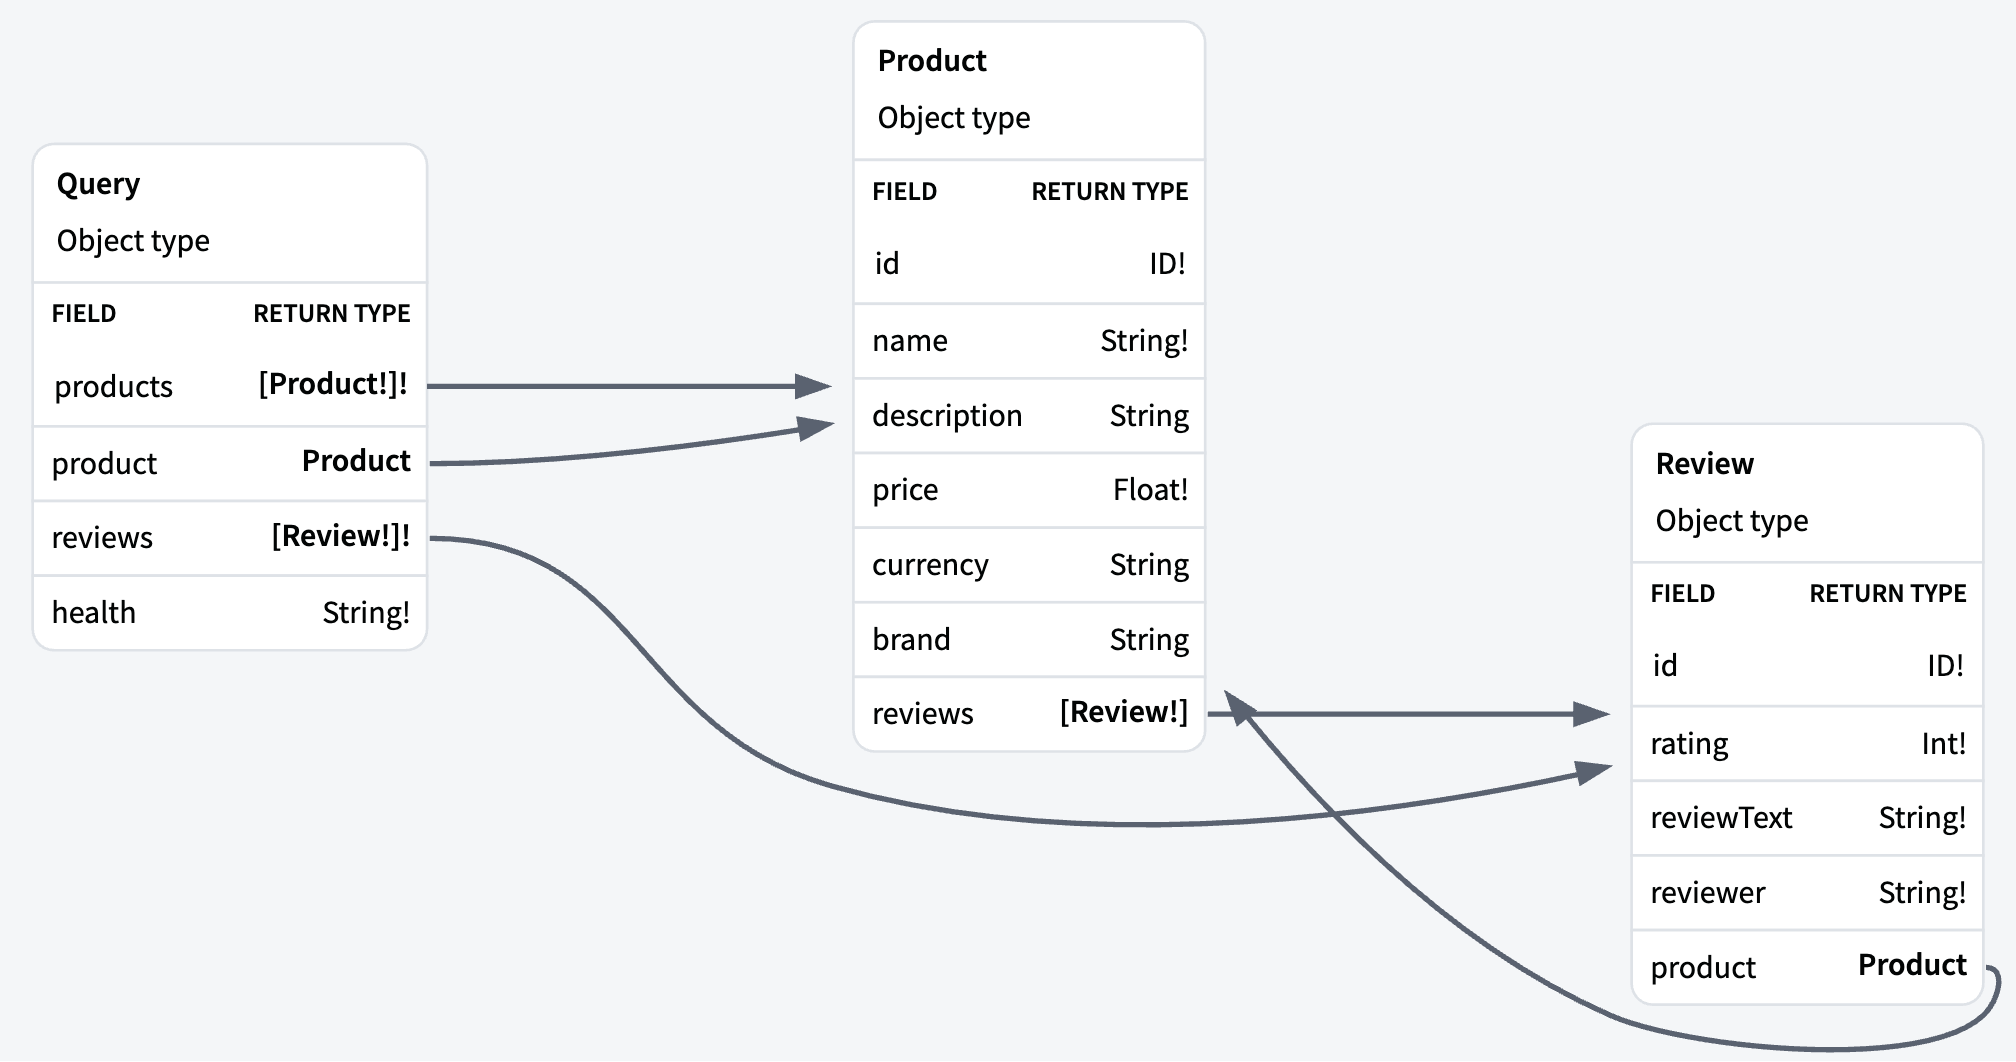 Query
Object type
FIELD RETURN TYPE
products [Product!]!
product Product
reviews [Review!]!
health String!
Product
Object type
FIELD RETURN TYPE
id ID!
name String!
description String
price Float!
currency String
brand String
reviews [Review!]
Review
Object type
FIELD RETURN TYPE
id ID!
rating Int!
reviewText String!
reviewer String!
product Product